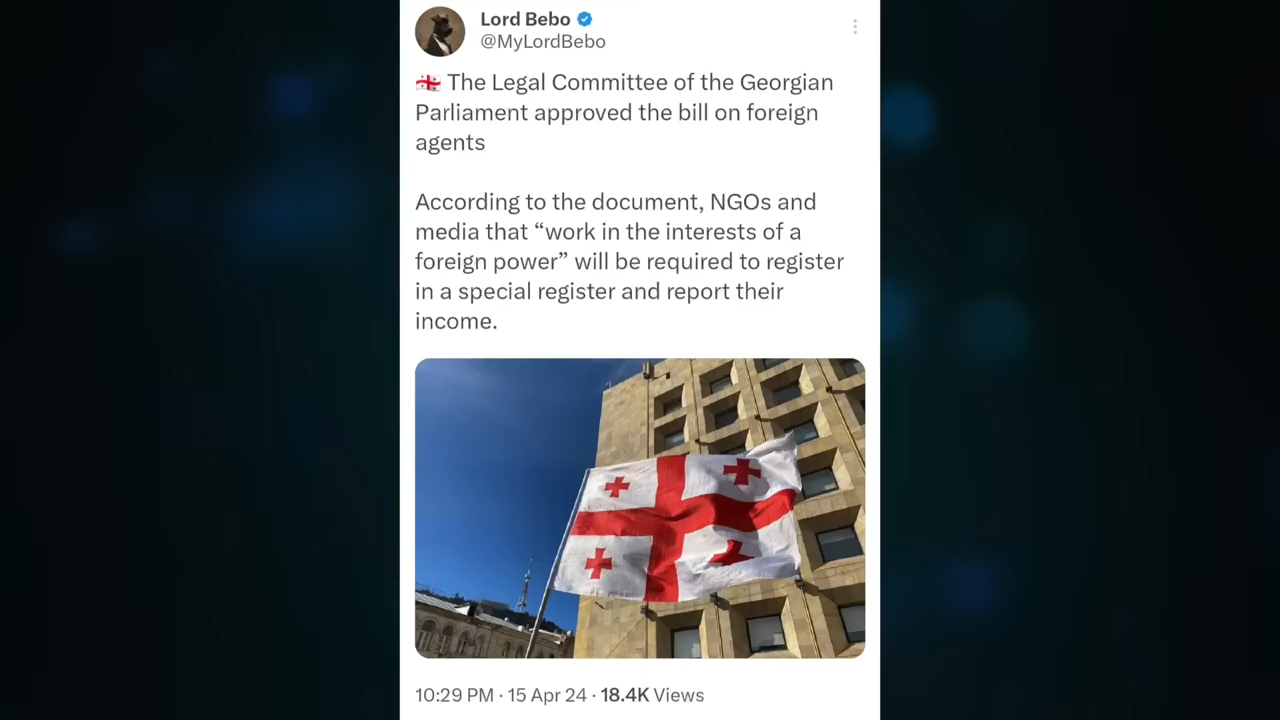 Lord Bebo
@MyLordBebo
🇬🇪 The Legal Committee of the Georgian
Parliament approved the bill on foreign
agents
According to the document, NGOs and
media that “work in the interests of a
foreign power” will be required to register
in a special register and report their
income.
10:29 PM · 15 Apr 24 · 18.4K Views